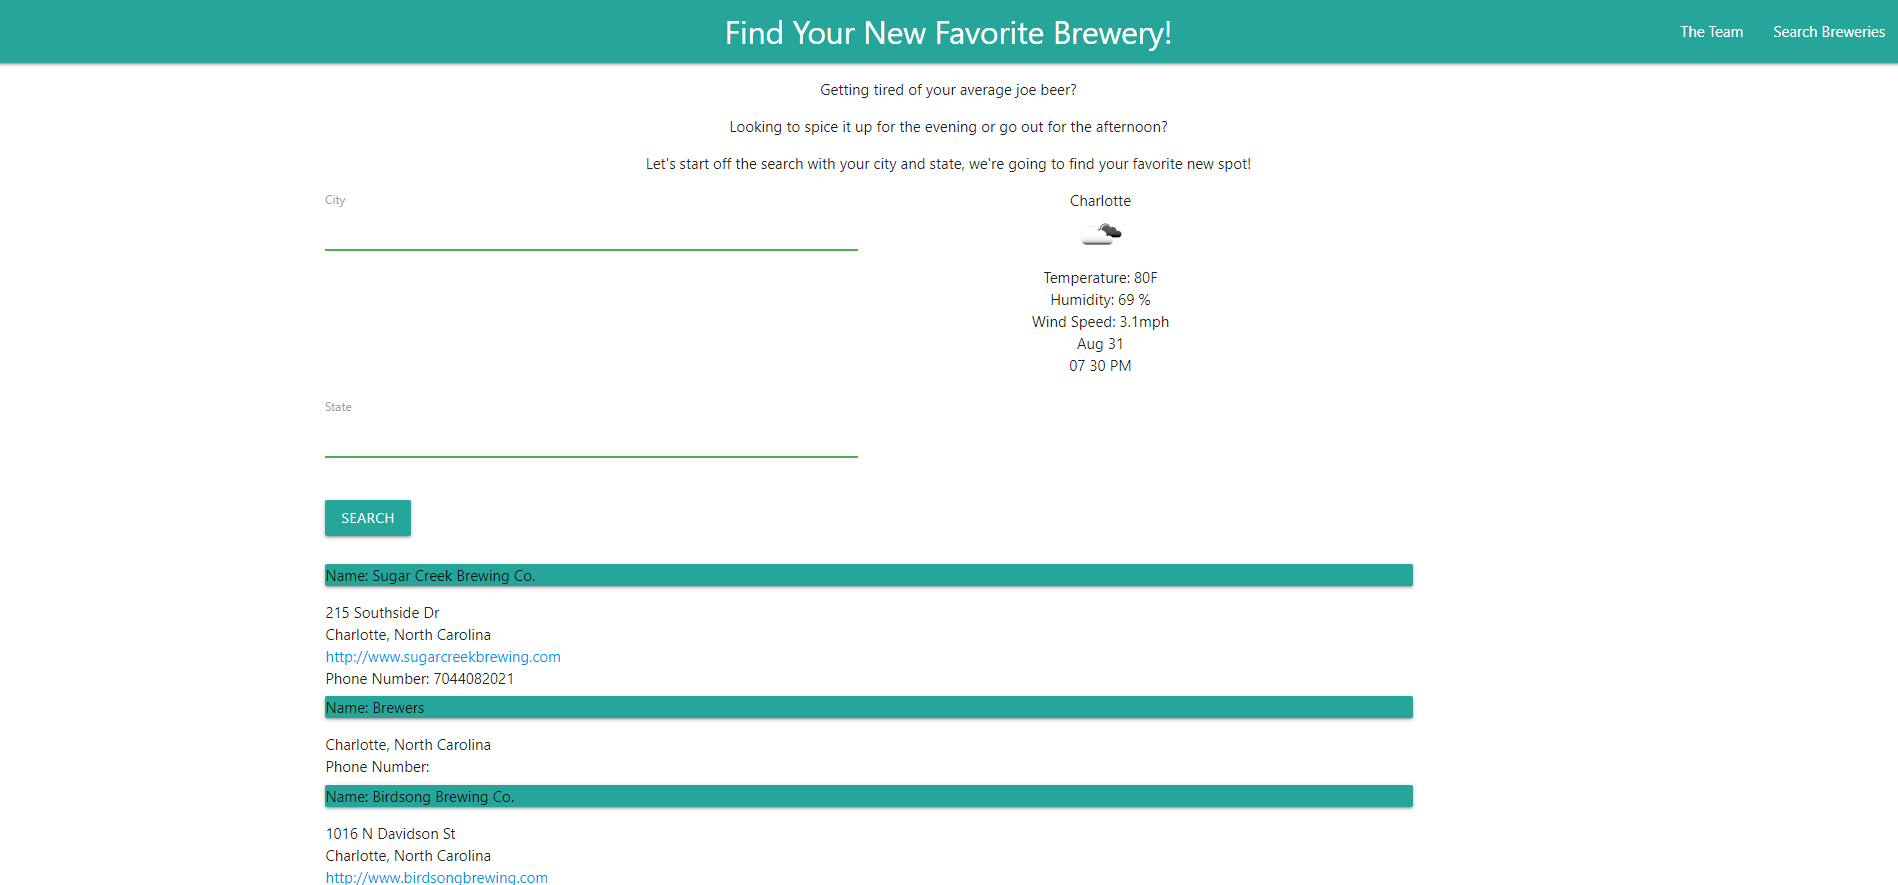 Find Your New Favorite Brewery!
The Team
Search Breweries
Getting tired of your average joe beer?
Looking to spice it up for the evening or go out for the afternoon?
Let's start off the search with your city and state, we're going to find your favorite new spot!
City
Charlotte
Temperature: 80F
Humidity: 69 %
Wind Speed: 3.1mph
Aug 31
07 30 PM
State
SEARCH
Name: Sugar Creek Brewing Co.
215 Southside Dr
Charlotte, North Carolina
http://www.sugarcreekbrewing.com
Phone Number: 7044082021
Name: Brewers
Charlotte, North Carolina
Phone Number:
Name: Birdsong Brewing Co.
1016 N Davidson St
Charlotte, North Carolina
http://www.birdsongbrewing.com